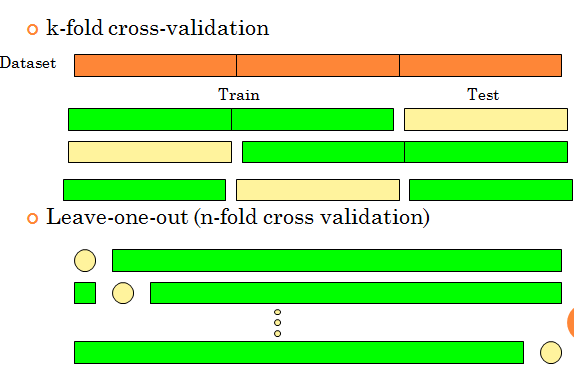 k-fold cross-validation
Dataset
Train Test
Leave-one-out (n-fold cross validation)